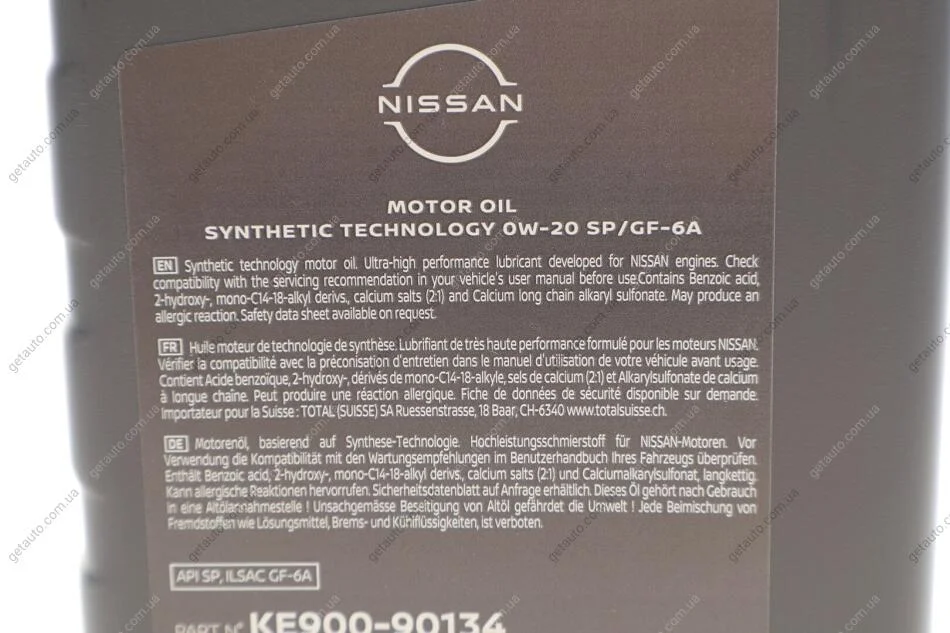 NISSAN
MOTOR OIL
SYNTHETIC TECHNOLOGY 0W-20 SP/GF-6A
EN Synthetic technology motor oil. Ultra-high performance lubricant developed for NISSAN engines. Check
compatibility with the servicing recommendation in your vehicle's user manual before use.Contains Benzoic acid,
2-hydroxy-, mono-C14-18-alkyl derivs., calcium salts (2:1) and Calcium long chain alkaryl sulfonate. May produce an
allergic reaction. Safety data sheet available on request.
FR Huile moteur de technologie de synthèse. Lubrifiant de très haute performance formulé pour les moteurs NISSAN.
Vérifier la compatibilité avec la préconisation d'entretien dans le manuel d'utilisation de votre véhicule avant usage.
Contient Acide benzoïque, 2-hydroxy-, dérivés de mono-C14-18-alkyle, sels de calcium (2:1) et Alkarylsulfonate de calcium
à longue chaîne. Peut produire une réaction allergique. Fiche de données de sécurité disponible sur demande.
Importateur pour la Suisse : TOTAL (SUISSE) SA Ruessenstrasse, 18 Baar, CH-6340 www.totalsuisse.ch.
DE Motorenöl, basierend auf Synthese-Technologie. Hochleistungsschmierstoff für NISSAN-Motoren. Vor
Verwendung die Kompatibilität mit den Wartungsempfehlungen im Benutzerhandbuch Ihres Fahrzeugs überprüfen.
Enthält Benzoic acid, 2-hydroxy-, mono-C14-18-alkyl derivs., calcium salts (2:1) und Calciumalkarylsulfonat, langkettig.
Kann allergische Reaktionen hervorrufen. Sicherheitsdatenblatt auf Anfrage erhältlich. Dieses Öl gehört nach Gebrauch
in eine Altölannahmestelle ! Unsachgemässe Beseitigung von Altöl gefährdet die Umwelt ! Jede Beimischung von
Fremdstoffen wie Lösungsmittel, Brems- und Kühlflüssigkeiten, ist verboten.
API SP, ILSAC GF-6A
PART N° KE900-90134
getauto.com.ua